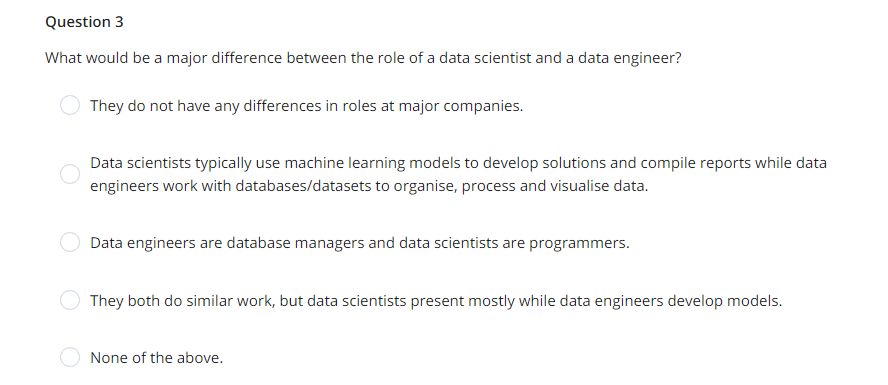 Question 3
What would be a major difference between the role of a data scientist and a data engineer?
They do not have any differences in roles at major companies.
Data scientists typically use machine learning models to develop solutions and compile reports while data
engineers work with databases/datasets to organise, process and visualise data.
Data engineers are database managers and data scientists are programmers.
They both do similar work, but data scientists present mostly while data engineers develop models.
None of the above.